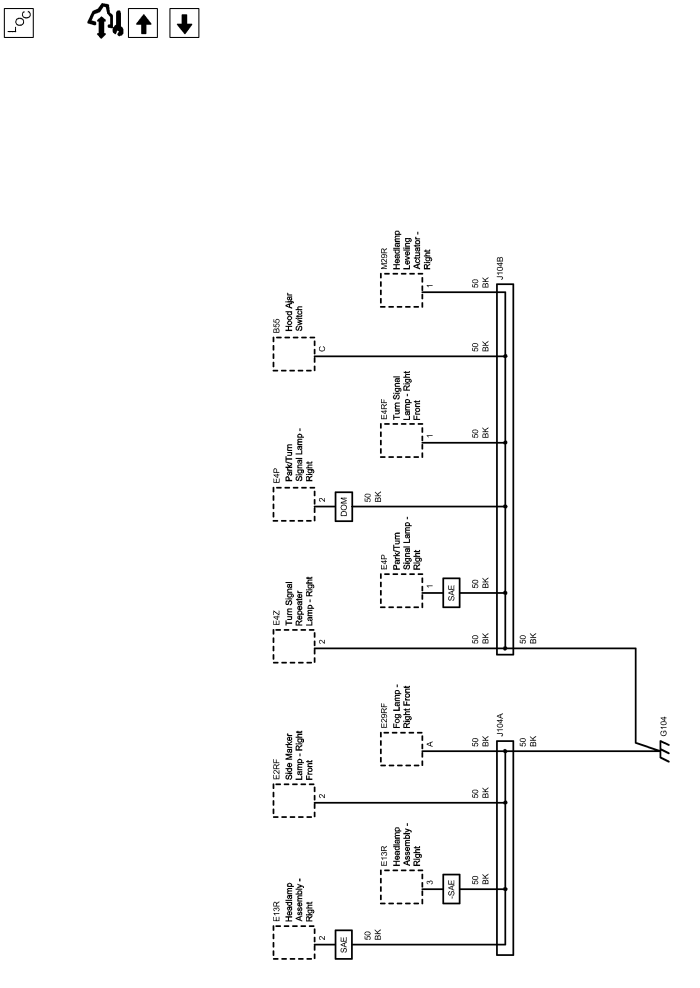 LOC
E13R
Headlamp
Assembly -
Right
2
SAE
50
BK
E2RF
Side Marker
Lamp - Right
Front
2
50
BK
E4Z
Turn Signal
Repeater
Lamp - Right
2
50
BK
E4P
Park/Turn
Signal Lamp -
Right
2
DOM
50
BK
B55
Hood Ajar
Switch
C
50
BK
E13R
Headlamp
Assembly -
Right
3
-SAE
50
BK
E29RF
Fog Lamp -
Right Front
A
50
BK
E4P
Park/Turn
Signal Lamp -
Right
1
SAE
50
BK
E4RF
Turn Signal
Lamp - Right
Front
1
50
BK
M29R
Headlamp
Leveling
Actuator -
Right
1
50
BK
J104A
J104B
50
BK
50
BK
G104